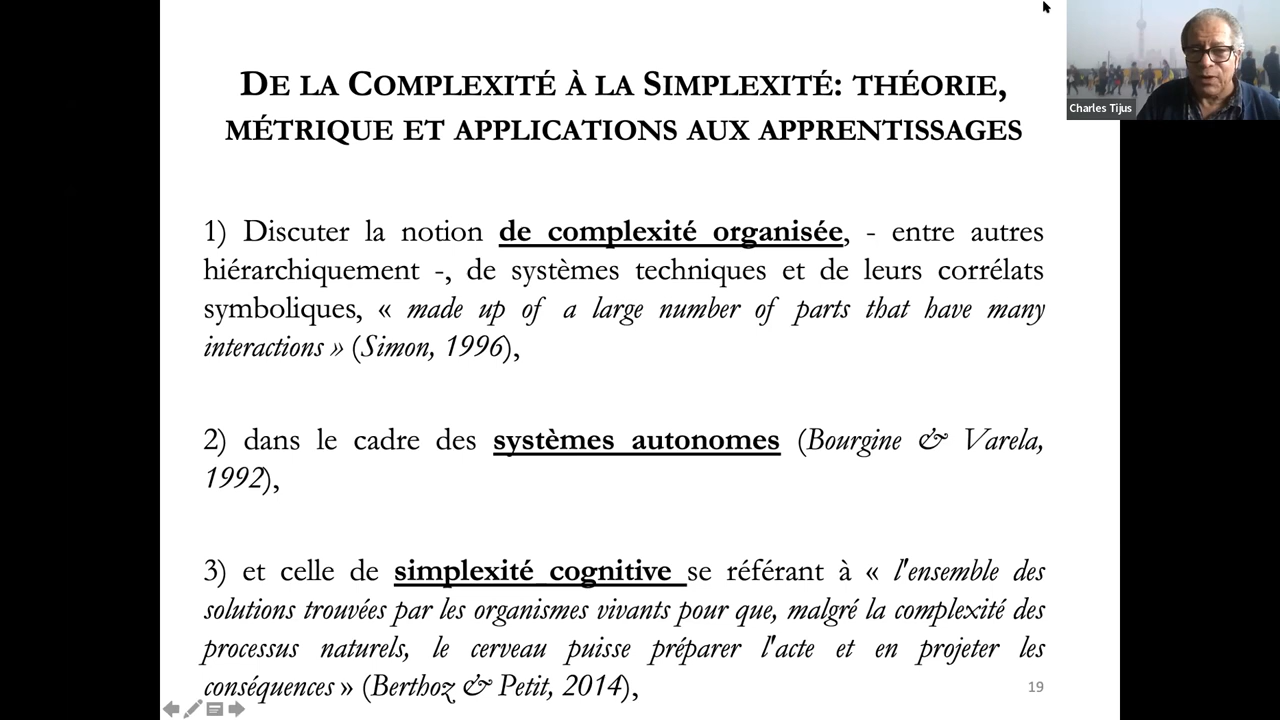 DE LA COMPLEXITÉ À LA SIMPLEXITÉ: THÉORIE,
MÉTRIQUE ET APPLICATIONS AUX APPRENTISSAGES
Charles Tijus
1) Discuter la notion de complexité organisée, - entre autres
hiérarchiquement -, de systèmes techniques et de leurs corrélats
symboliques, « made up of a large number of parts that have many
interactions » (Simon, 1996),
2) dans le cadre des systèmes autonomes (Bourgine & Varela,
1992),
3) et celle de simplexité cognitive se référant à « l'ensemble des
solutions trouvées par les organismes vivants pour que, malgré la complexité des
processus naturels, le cerveau puisse préparer l'acte et en projeter les
conséquences » (Berthoz & Petit, 2014),
19